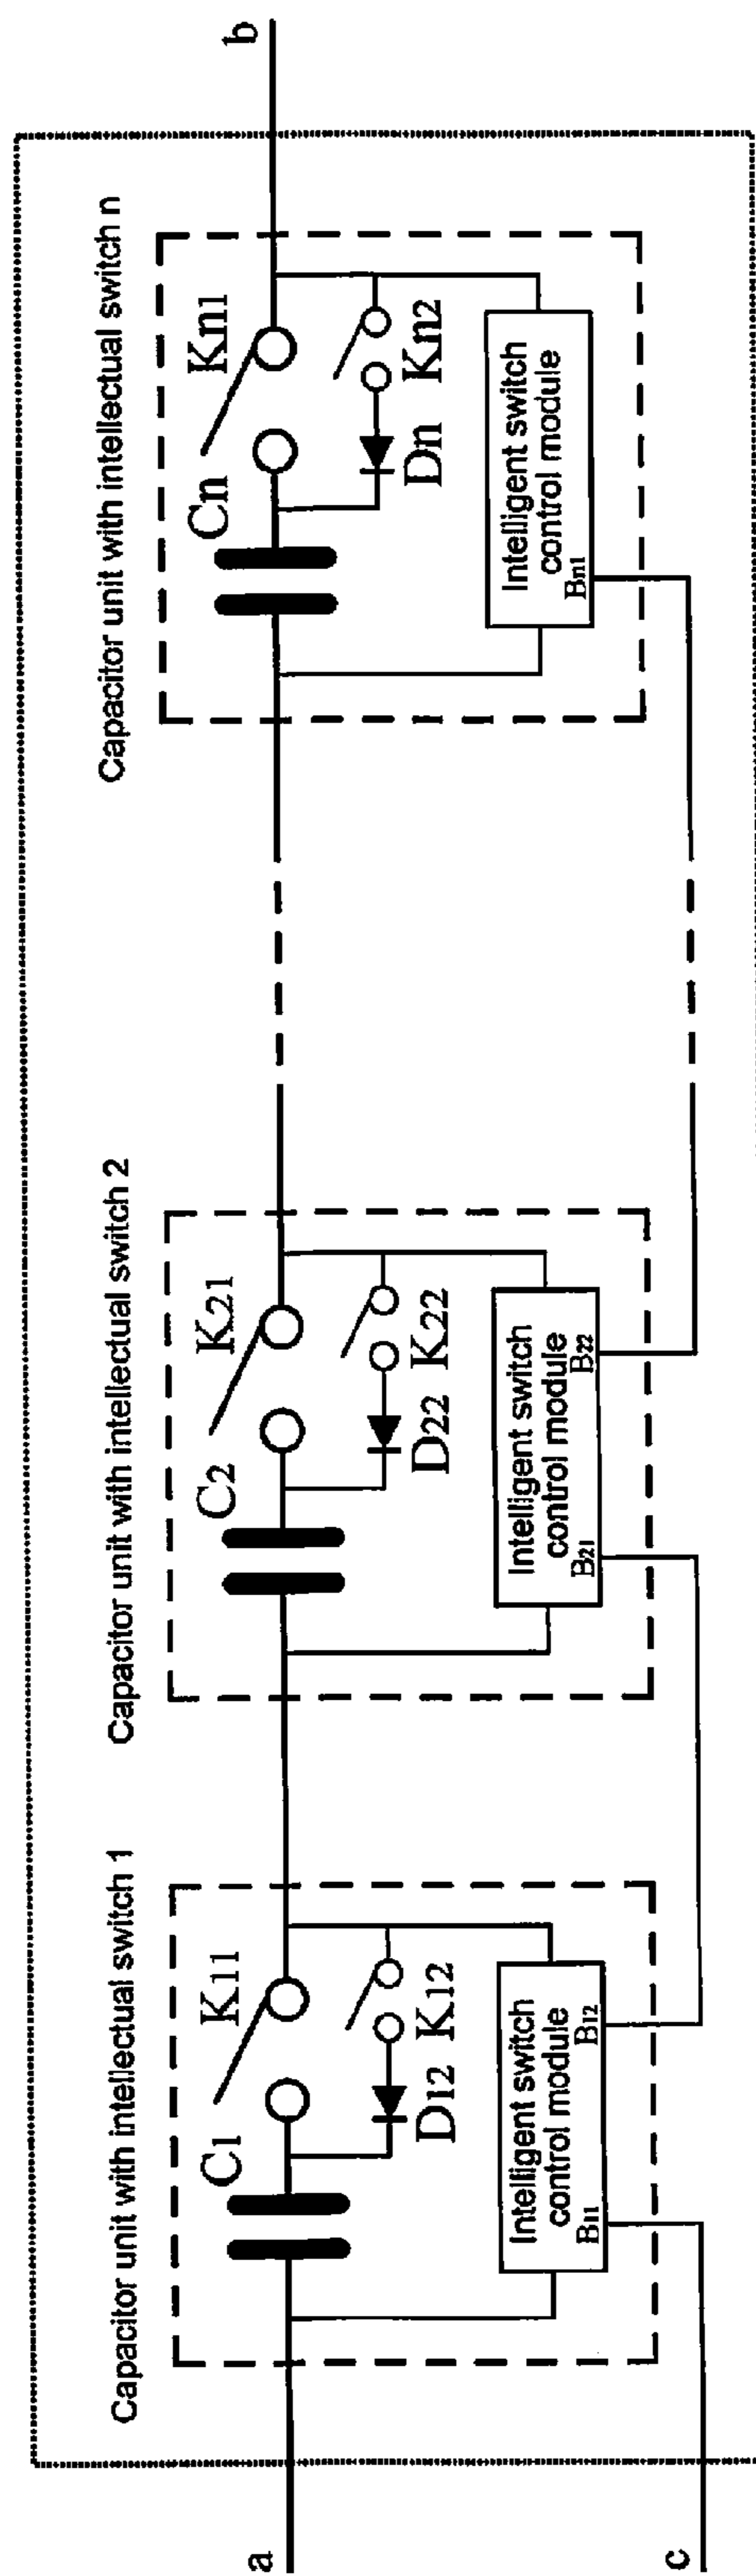 Capacitor unit with intellectual switch 1
C1
K11
D12
K12
Intelligent switch
control module
B11
B12
Capacitor unit with intellectual switch 2
C2
K21
D22
K22
Intelligent switch
control module
B21
B22
Capacitor unit with intellectual switch n
Cn
Kn1
Dn
Kn2
Intelligent switch
control module
Bn1
a
b
c